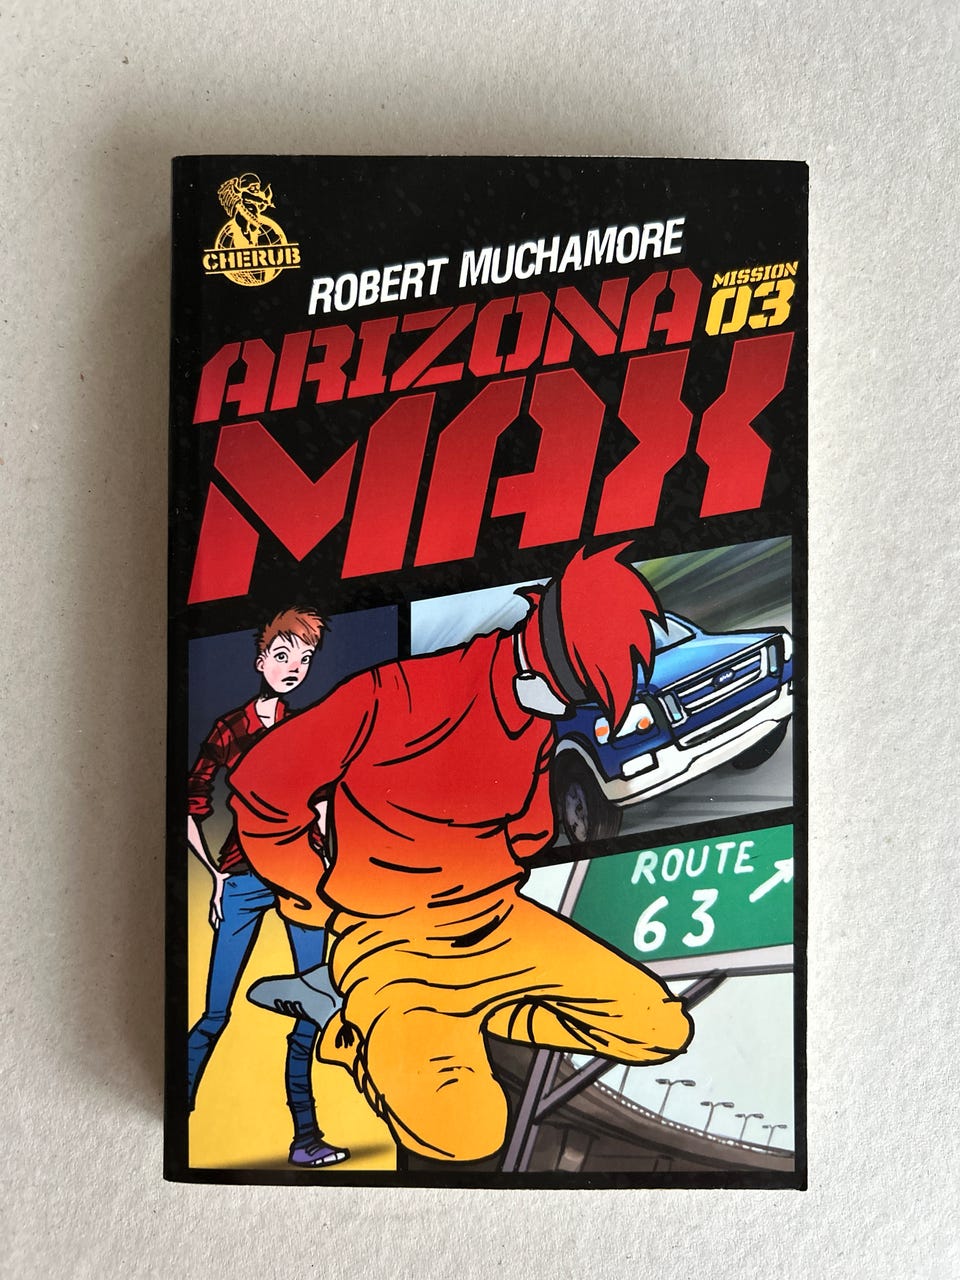 CHERUB
ROBERT MUCHAMORE
ARIZONA
MISSION
03
MAX
ROUTE
63